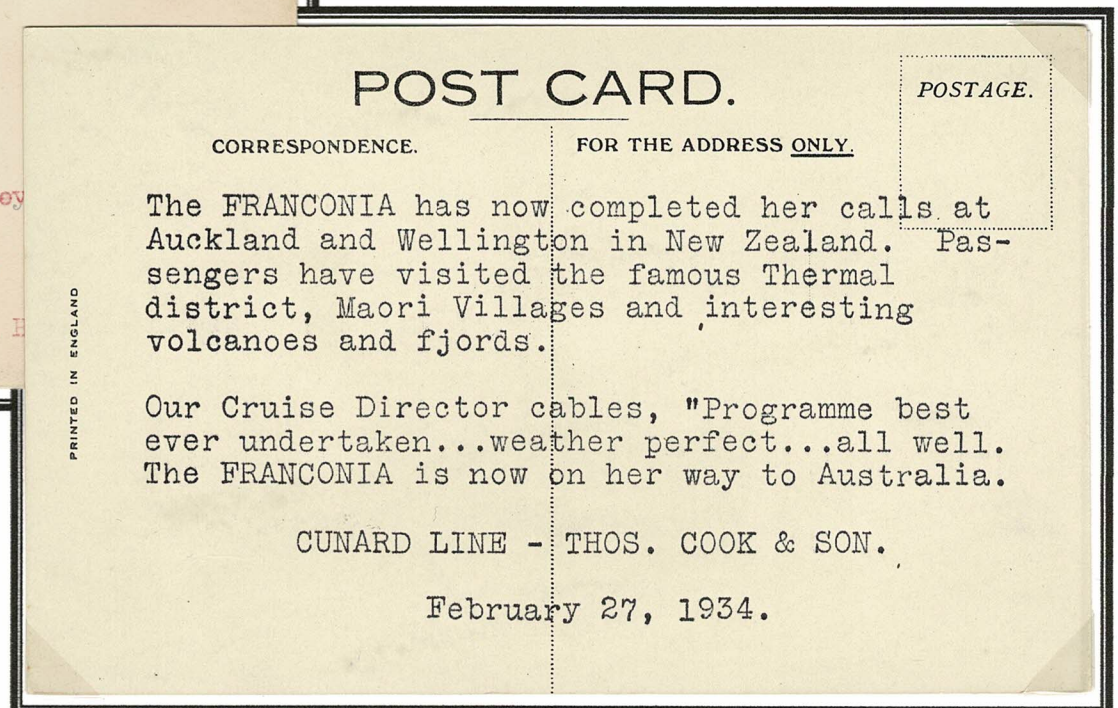 POST CARD.
POSTAGE.
CORRESPONDENCE.
FOR THE ADDRESS ONLY.
The FRANCONIA has now completed her calls at
Auckland and Wellington in New Zealand. Pas-
sengers have visited the famous Thermal
district, Maori Villages and interesting
volcanoes and fjords.
Our Cruise Director cables, "Programme best
ever undertaken...weather perfect...all well.
The FRANCONIA is now on her way to Australia.
CUNARD LINE - THOS. COOK & SON.
February 27, 1934.
PRINTED IN ENGLAND